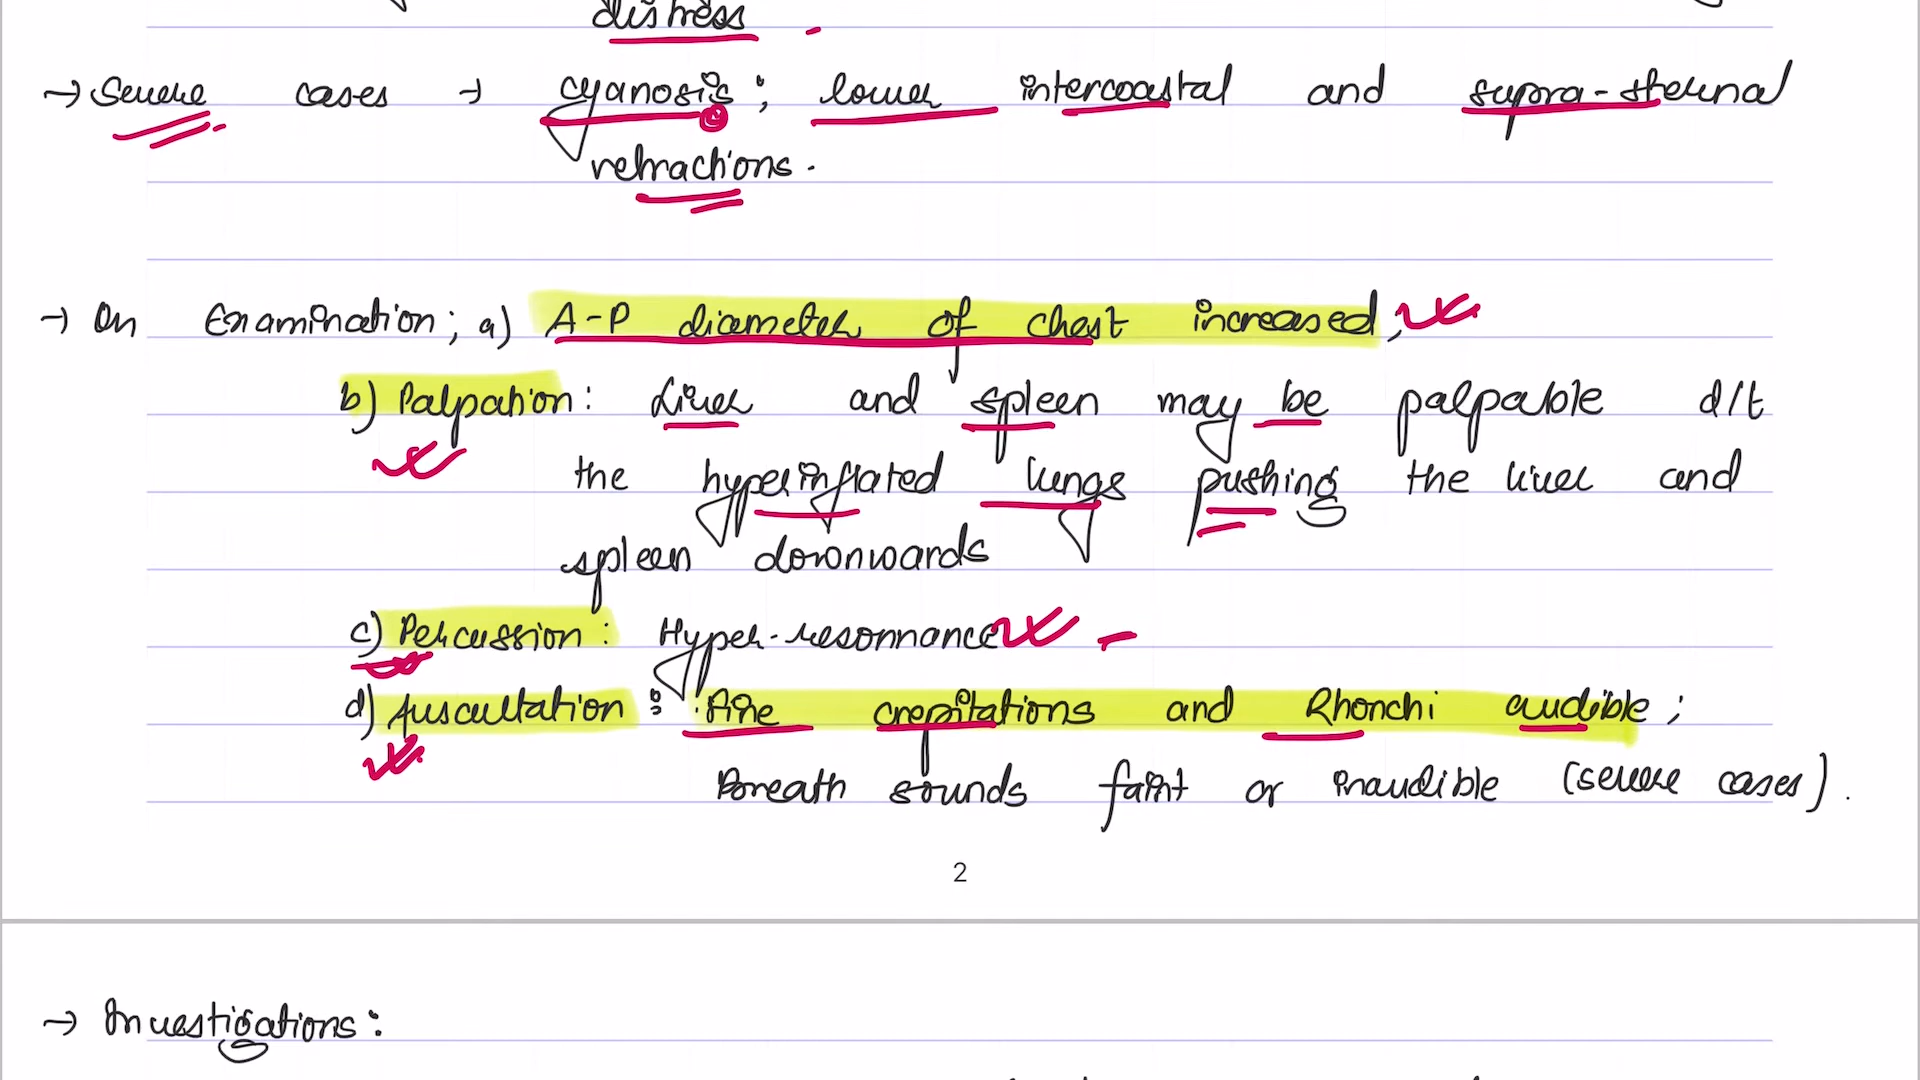 distress
→ Severe cases → cyanosis; lower intercoastal and supra-sternal
retractions.
→ On Examination; a) A-P diameter of chest increased,
b) Palpation: Liver and spleen may be palpable d/t
the hyperinflated lungs pushing the liver and
spleen downwards
c) Percussion: Hyper-resonnance
d) Auscultation: Fine crepitations and Rhonchi audible;
Breath sounds faint or inaudible (severe cases).
2
→ Investigations: